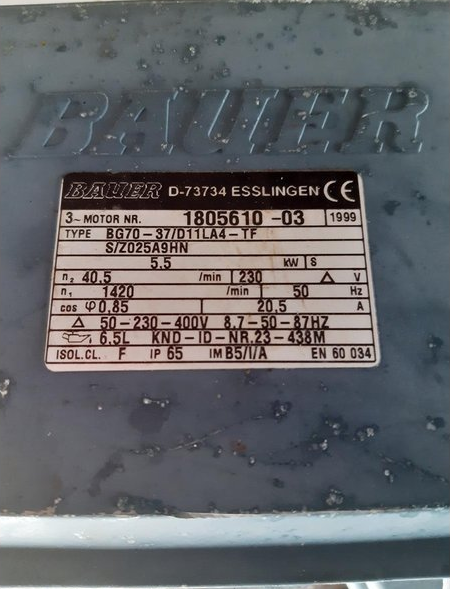 BAUER
BAUER D-73734 ESSLINGEN CE
3~MOTOR NR. 1805610 -03 1999
TYPE BG70-37/D11LA4-TF
S/Z025A9HN
5.5 kW S
n₂ 40,5 /min 230 Δ V
n₁ 1420 /min 50 Hz
cos φ 0,85 20,5 A
Δ 50-230-400V 8,7-50-87HZ
6.5L KND-ID-NR.23-438M
ISOL.CL. F IP 65 IM B5/I/A EN 60 034